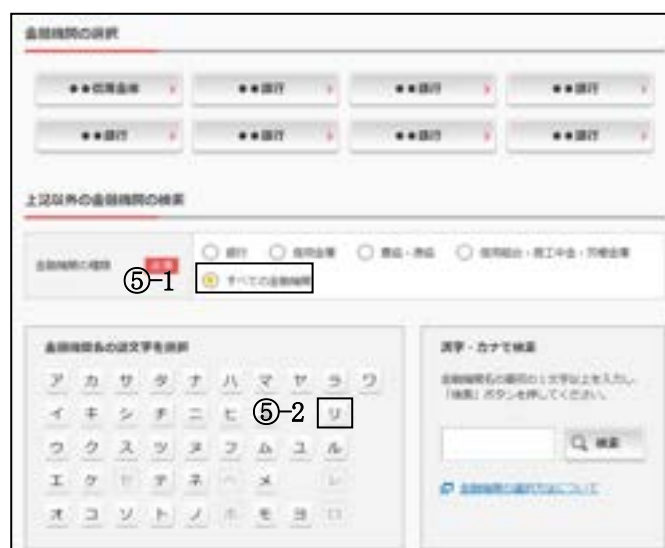 金融機関の選択
●●信用金庫 ●●銀行 ●●銀行 ●●銀行
●●銀行 ●●銀行 ●●銀行 ●●銀行
上記以外の金融機関の検索
金融機関の種類 必須
銀行 信用金庫 農協・漁協 信用組合・商工中金・労働金庫
⑤-1 すべての金融機関
金融機関名の頭文字を選択
ア カ サ タ ナ ハ マ ヤ ラ ワ
イ キ シ チ ニ ヒ ⑤-2 リ
ウ ク ス ツ ヌ フ ム ユ ル
エ ケ セ テ ネ ヘ メ レ
オ コ ソ ト ノ ホ モ ヨ ロ
漢字・カナで検索
金融機関名の最初の1文字以上を入力し、
「検索」ボタンを押してください。
検索
金融機関の選択方法について